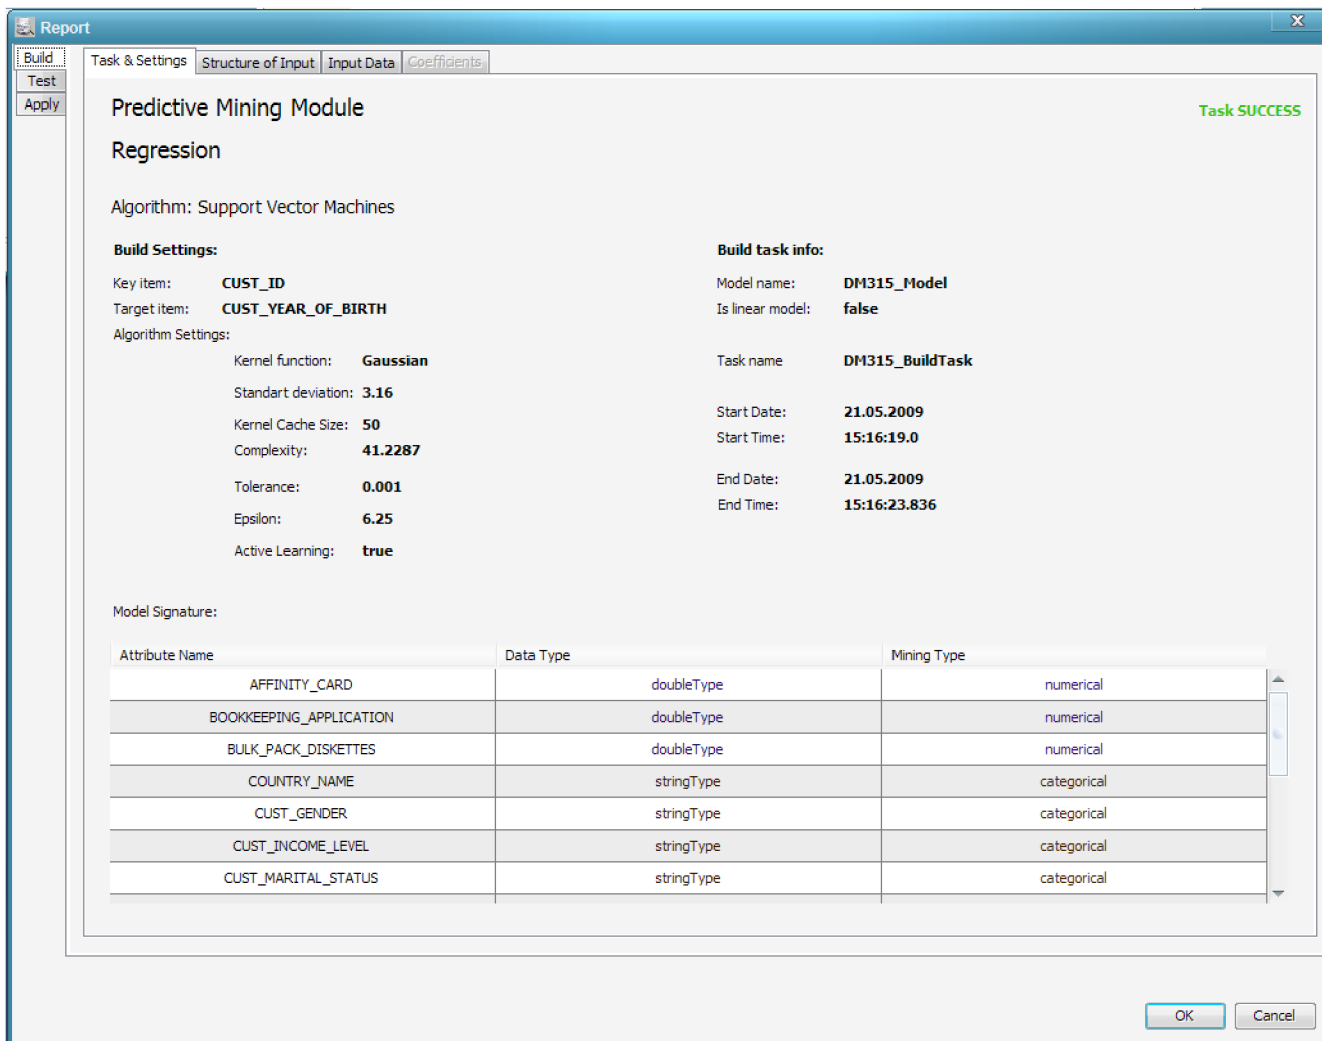 Report
X
Build
Test
Apply
Task & Settings Structure of Input Input Data Coefficients
Predictive Mining Module
Task SUCCESS
Regression
Algorithm: Support Vector Machines
Build Settings:
Key item: CUST_ID
Target item: CUST_YEAR_OF_BIRTH
Algorithm Settings:
Kernel function: Gaussian
Standart deviation: 3.16
Kernel Cache Size: 50
Complexity: 41.2287
Tolerance: 0.001
Epsilon: 6.25
Active Learning: true
Build task info:
Model name: DM315_Model
Is linear model: false
Task name DM315_BuildTask
Start Date: 21.05.2009
Start Time: 15:16:19.0
End Date: 21.05.2009
End Time: 15:16:23.836
Model Signature:
Attribute Name Data Type Mining Type
AFFINITY_CARD doubleType numerical
BOOKKEEPING_APPLICATION doubleType numerical
BULK_PACK_DISKETTES doubleType numerical
COUNTRY_NAME stringType categorical
CUST_GENDER stringType categorical
CUST_INCOME_LEVEL stringType categorical
CUST_MARITAL_STATUS stringType categorical
OK Cancel